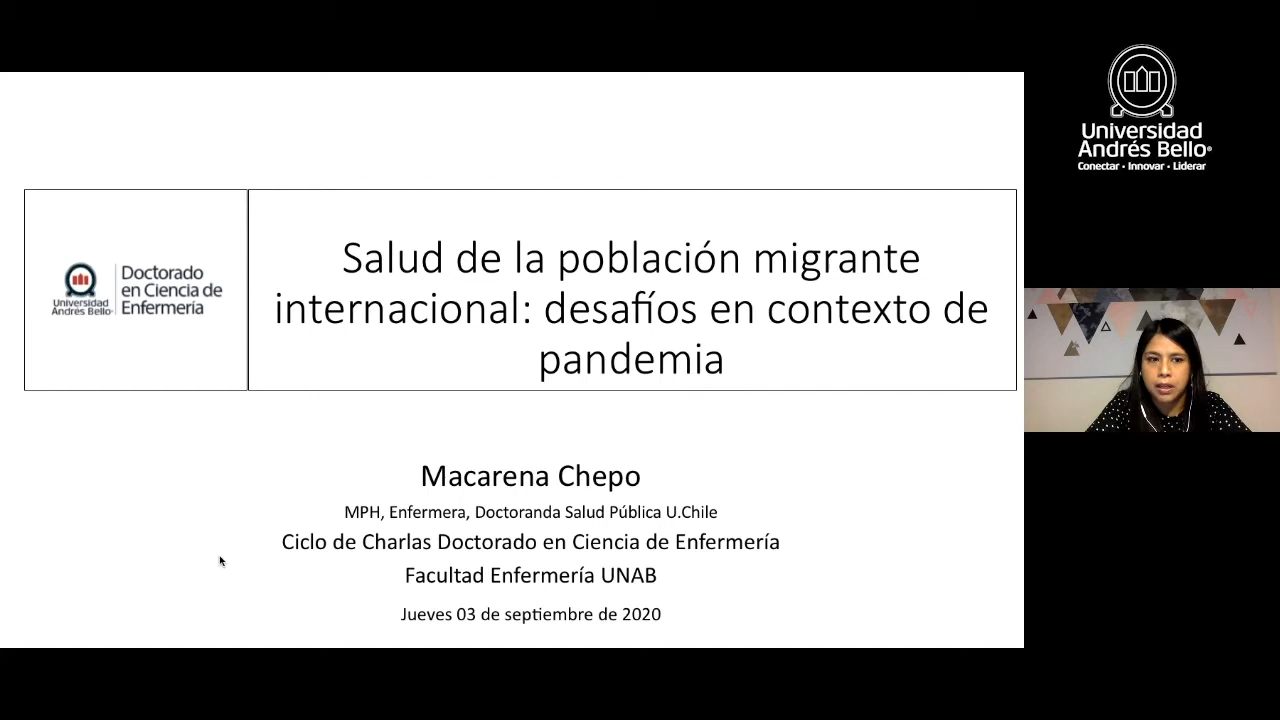 Universidad
Andrés Bello
Conectar · Innovar · Liderar
Universidad
Andrés Bello
Doctorado
en Ciencia de
Enfermería
Salud de la población migrante
internacional: desafíos en contexto de
pandemia
Macarena Chepo
MPH, Enfermera, Doctoranda Salud Pública U.Chile
Ciclo de Charlas Doctorado en Ciencia de Enfermería
Facultad Enfermería UNAB
Jueves 03 de septiembre de 2020